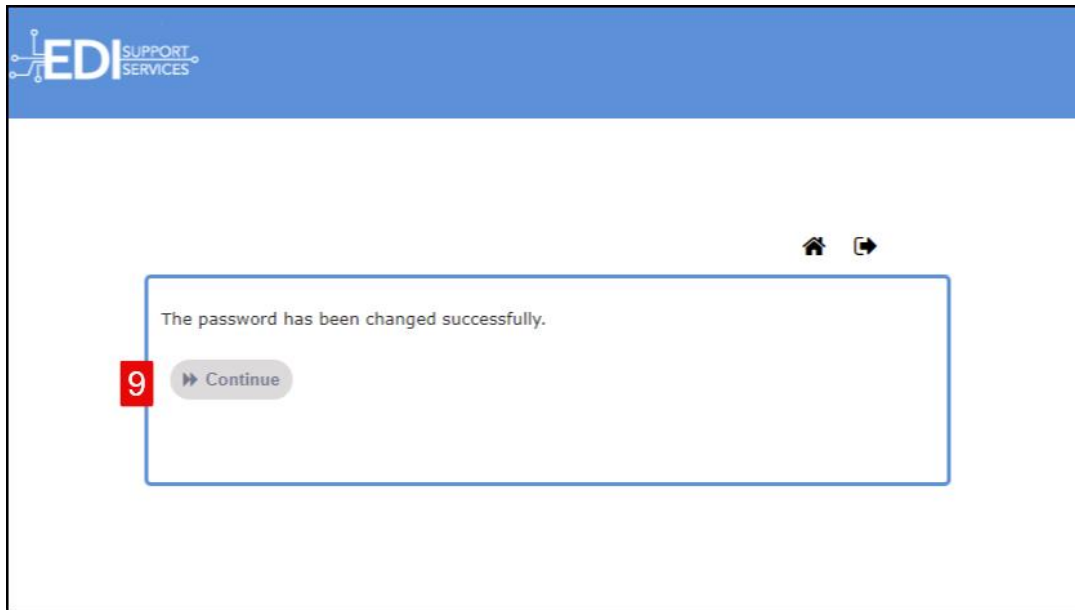 EDI SUPPORT
SERVICES
The password has been changed successfully.
9
Continue